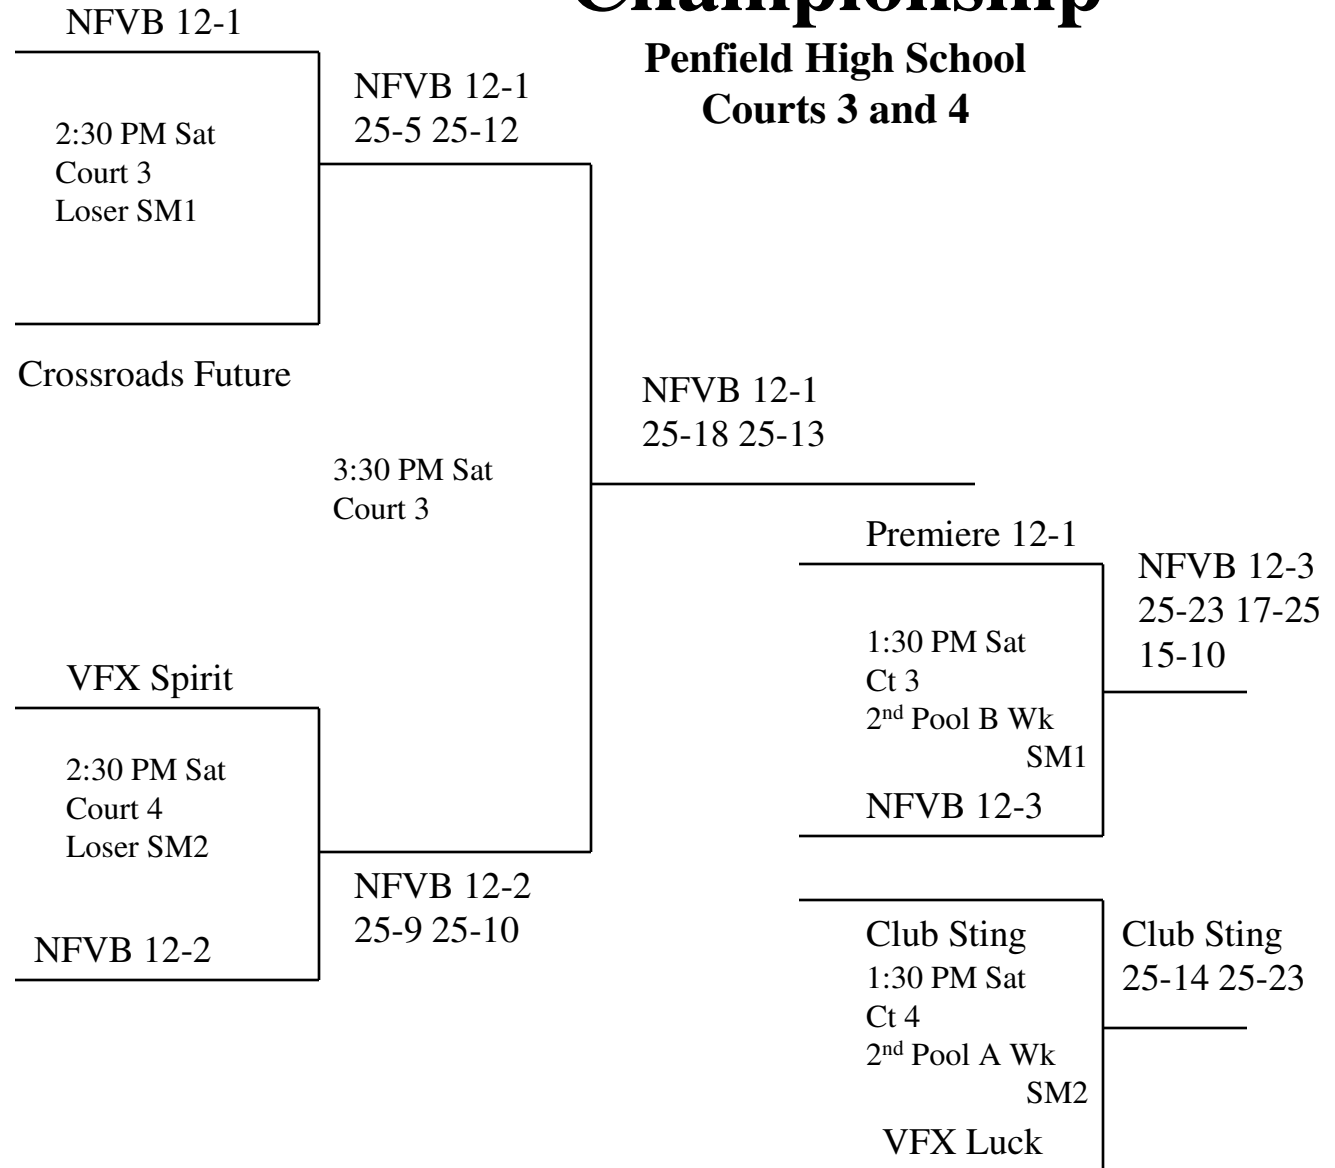 Championship
Penfield High School
Courts 3 and 4
NFVB 12-1
2:30 PM Sat
Court 3
Loser SM1
Crossroads Future
NFVB 12-1
25-5 25-12
3:30 PM Sat
Court 3
NFVB 12-1
25-18 25-13
VFX Spirit
2:30 PM Sat
Court 4
Loser SM2
NFVB 12-2
NFVB 12-2
25-9 25-10
Premiere 12-1
1:30 PM Sat
Ct 3
2nd Pool B Wk
SM1
NFVB 12-3
NFVB 12-3
25-23 17-25
15-10
Club Sting
1:30 PM Sat
Ct 4
2nd Pool A Wk
SM2
VFX Luck
Club Sting
25-14 25-23